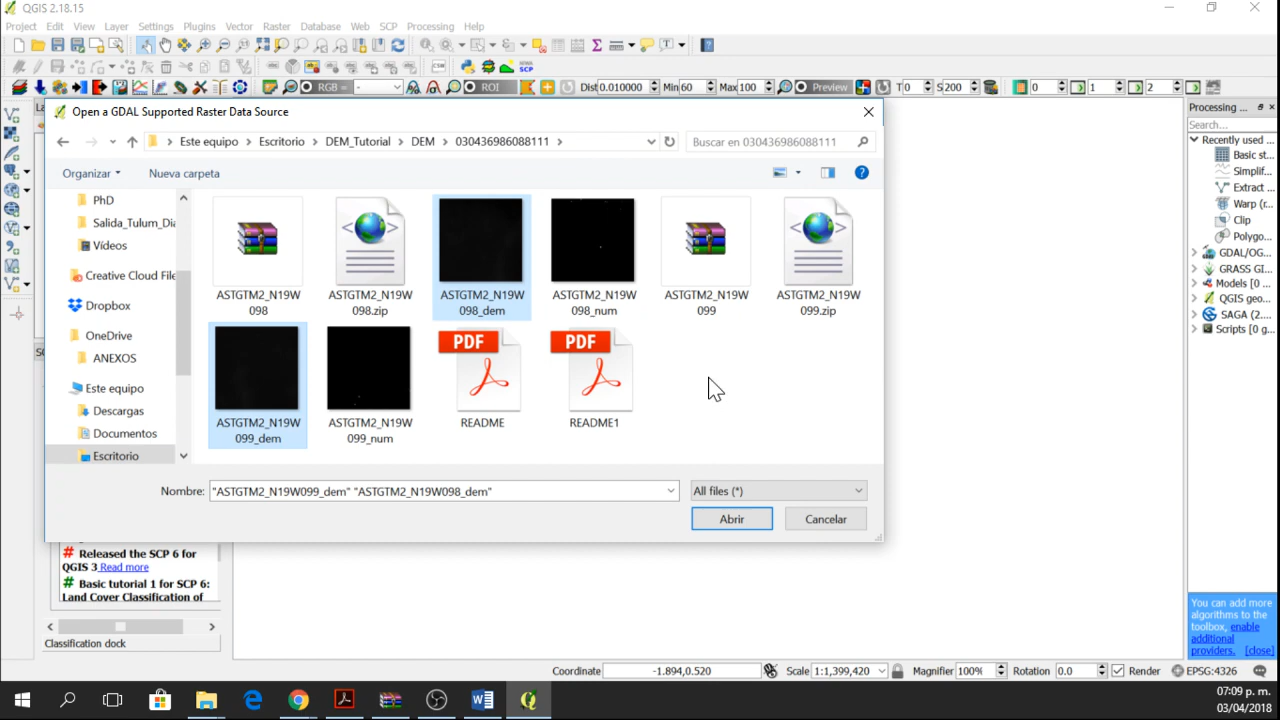 QGIS 2.18.15
Project Edit View Layer Settings Plugins Vector Raster Database Web SCP Processing Help
RGB = - ROI Dist 0.010000 Min 60 Max 100 Preview T 0 S 200 0 1 2
Open a GDAL Supported Raster Data Source
Este equipo Escritorio DEM_Tutorial DEM 030436986088111
Buscar en 030436986088111
Organizar Nueva carpeta
PhD
Salida_Tulum_Dia
Vídeos
Creative Cloud File
Dropbox
OneDrive
ANEXOS
Este equipo
Descargas
Documentos
Escritorio
ASTGTM2_N19W
098
ASTGTM2_N19W
098.zip
ASTGTM2_N19W
098_dem
ASTGTM2_N19W
098_num
ASTGTM2_N19W
099
ASTGTM2_N19W
099.zip
PDF
PDF
ASTGTM2_N19W
099_dem
ASTGTM2_N19W
099_num
README
README1
Nombre: "ASTGTM2_N19W099_dem" "ASTGTM2_N19W098_dem"
All files (*)
Abrir Cancelar
# Released the SCP 6 for
QGIS 3 Read more
# Basic tutorial 1 for SCP 6:
Land Cover Classification of
Classification dock
Processing ...
Search...
Recently used ...
Basic st
Simplif
Extract
Warp (r
Clip
Polygo
GDAL/OG
GRASS GI
Models [0
QGIS geo
SAGA (2.
Scripts [0 g
You can add more
algorithms to the
toolbox, enable
additional
providers. [close]
Coordinate -1.894,0.520 Scale 1:1,399,420 Magnifier 100% Rotation 0.0 Render EPSG:4326
07:09 p. m.
03/04/2018